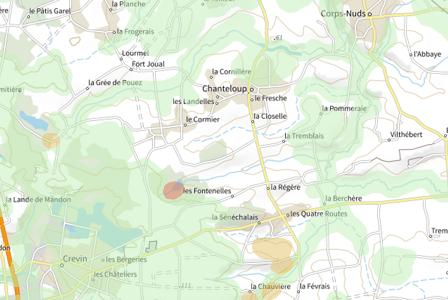 le Pâtis Garel
la Planche
la Frogerais
Corps-Nuds
l'Abbaye
Lourmel
Fort Joual
la Grée de Pouez
la Cornillère
Chanteloup
les Landelles
le Fresche
la Pommeraie
le Cormier
la Closelle
la Tremblais
Vilthébert
les Fontenelles
la Régère
la Berchère
la Lande de Mandon
la Sénéchalais
les Quatre Routes
Crevin
les Bergeries
les Châteliers
la Chauvière
la Févrais